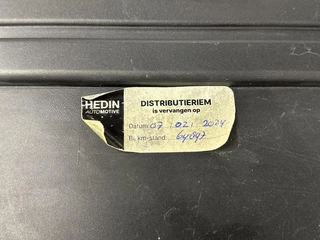 HEDIN
AUTOMOTIVE
DISTRIBUTIERIEM
is vervangen op
Datum: 07 02 2024
Bij km-stand: 64897